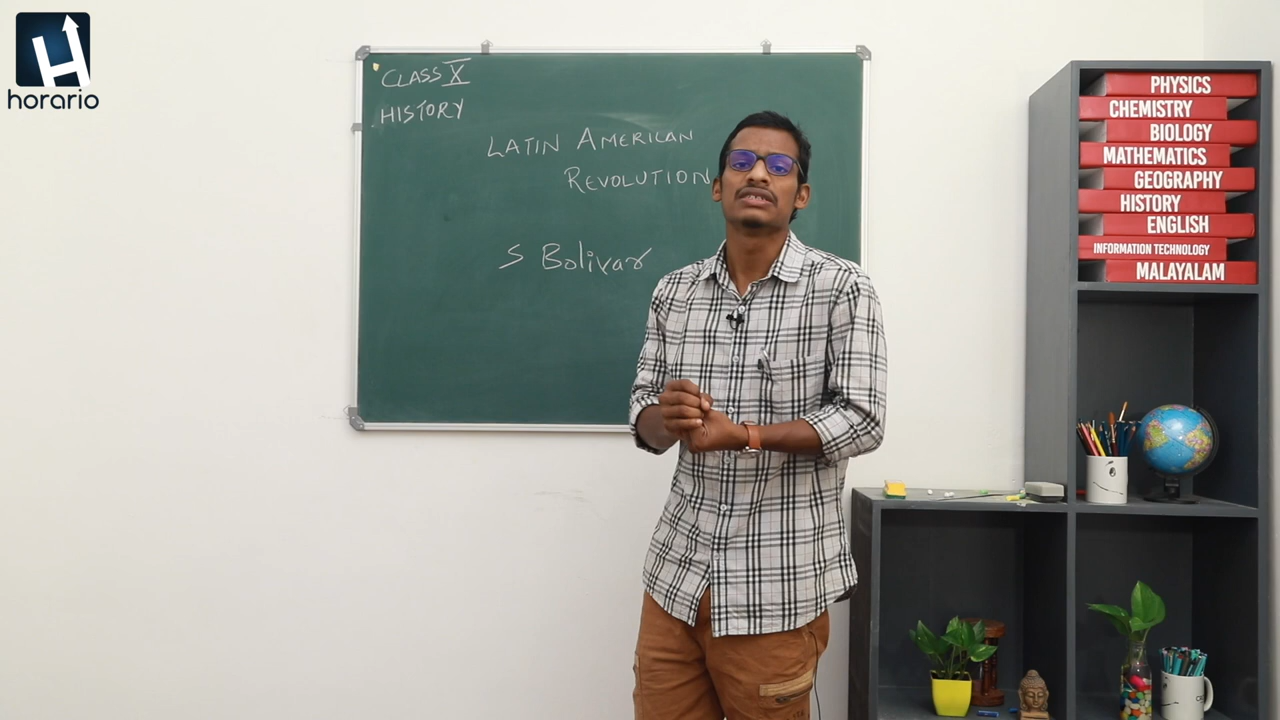 horario
CLASS X
HISTORY
LATIN AMERICAN
REVOLUTION
S Bolivar
PHYSICS
CHEMISTRY
BIOLOGY
MATHEMATICS
GEOGRAPHY
HISTORY
ENGLISH
INFORMATION TECHNOLOGY
MALAYALAM